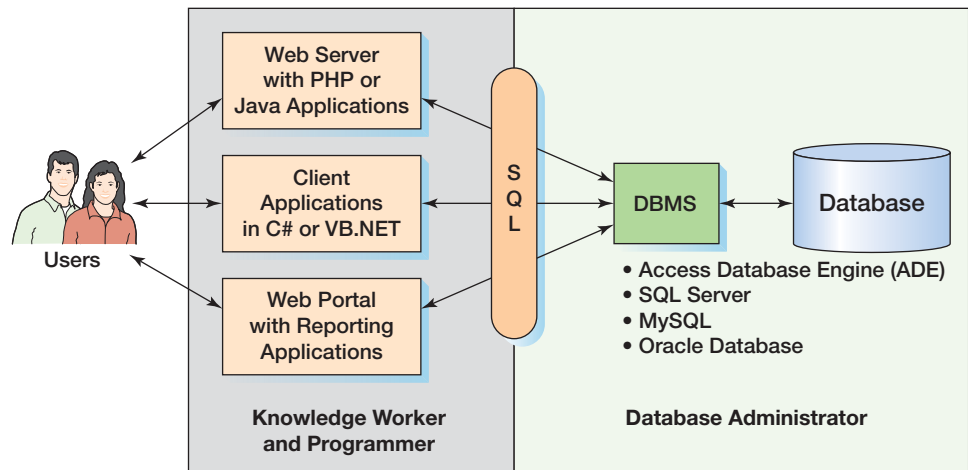 Web Server
with PHP or
Java Applications
Client
Applications
in C# or VB.NET
Web Portal
with Reporting
Applications
Users
S
Q
L
DBMS
Database
• Access Database Engine (ADE)
• SQL Server
• MySQL
• Oracle Database
Knowledge Worker
and Programmer
Database Administrator